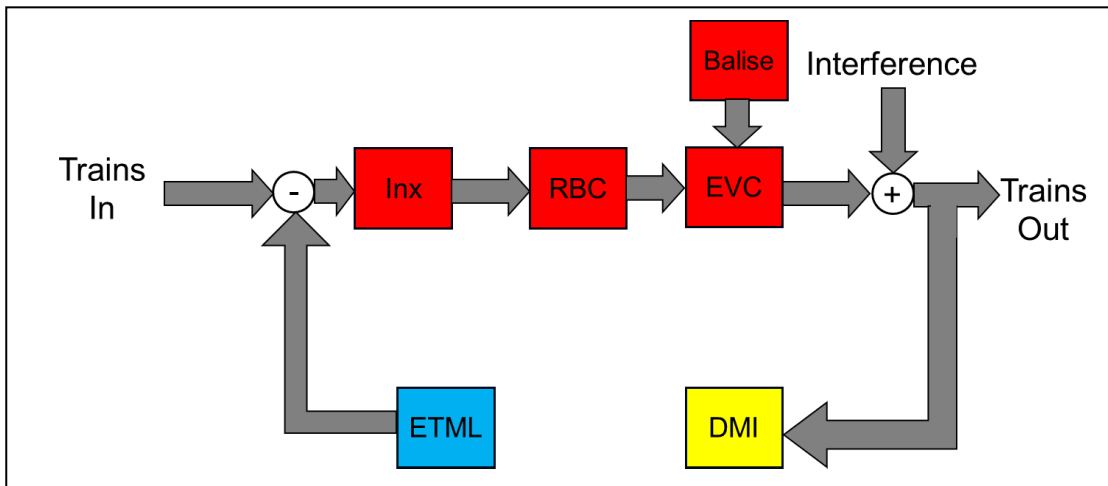 Balise
Interference
Trains
In
-
Inx
RBC
EVC
+
Trains
Out
ETML
DMI